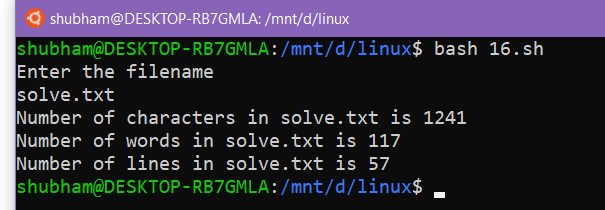 shubham@DESKTOP-RB7GMLA: /mnt/d/linux
shubham@DESKTOP-RB7GMLA:/mnt/d/linux$ bash 16.sh
Enter the filename
solve.txt
Number of characters in solve.txt is 1241
Number of words in solve.txt is 117
Number of lines in solve.txt is 57
shubham@DESKTOP-RB7GMLA:/mnt/d/linux$